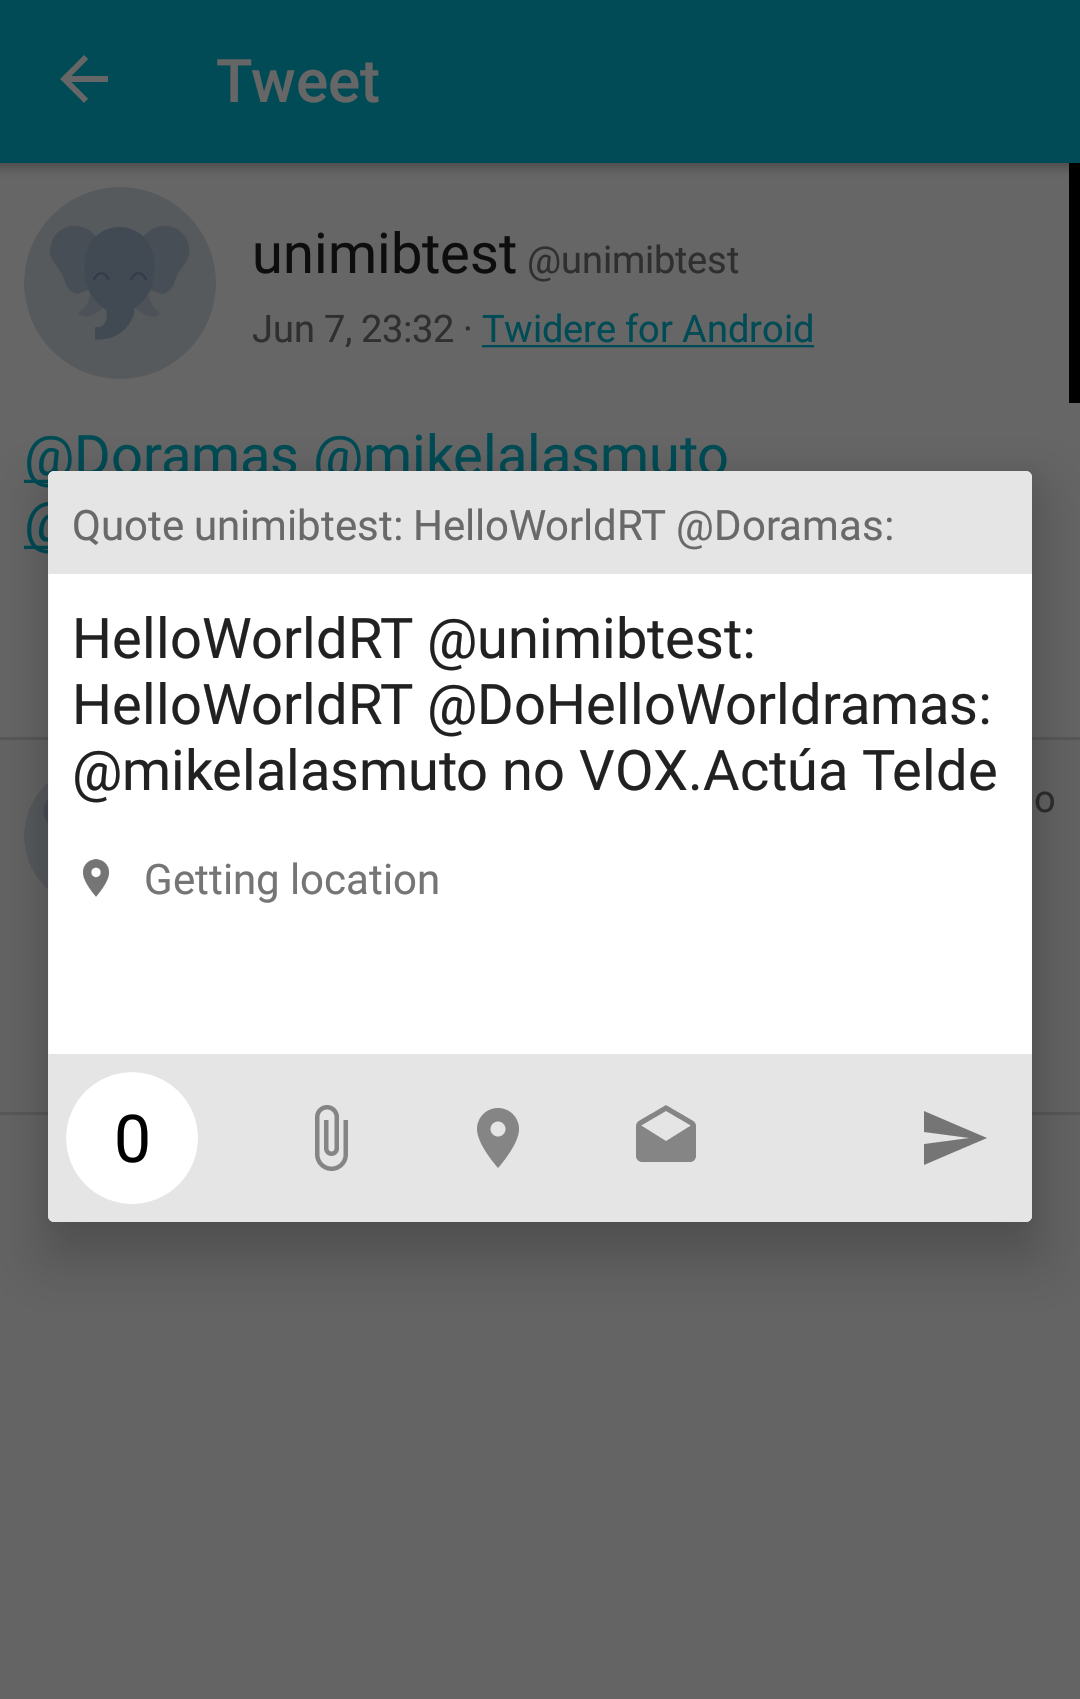 Tweet
unimibtest @unimibtest
Jun 7, 23:32 · Twidere for Android
@Doramas @mikelalasmuto
@
Quote unimibtest: HelloWorldRT @Doramas:
HelloWorldRT @unimibtest:
HelloWorldRT @DoHelloWorldramas:
@mikelalasmuto no VOX.Actúa Telde
o
Getting location
0